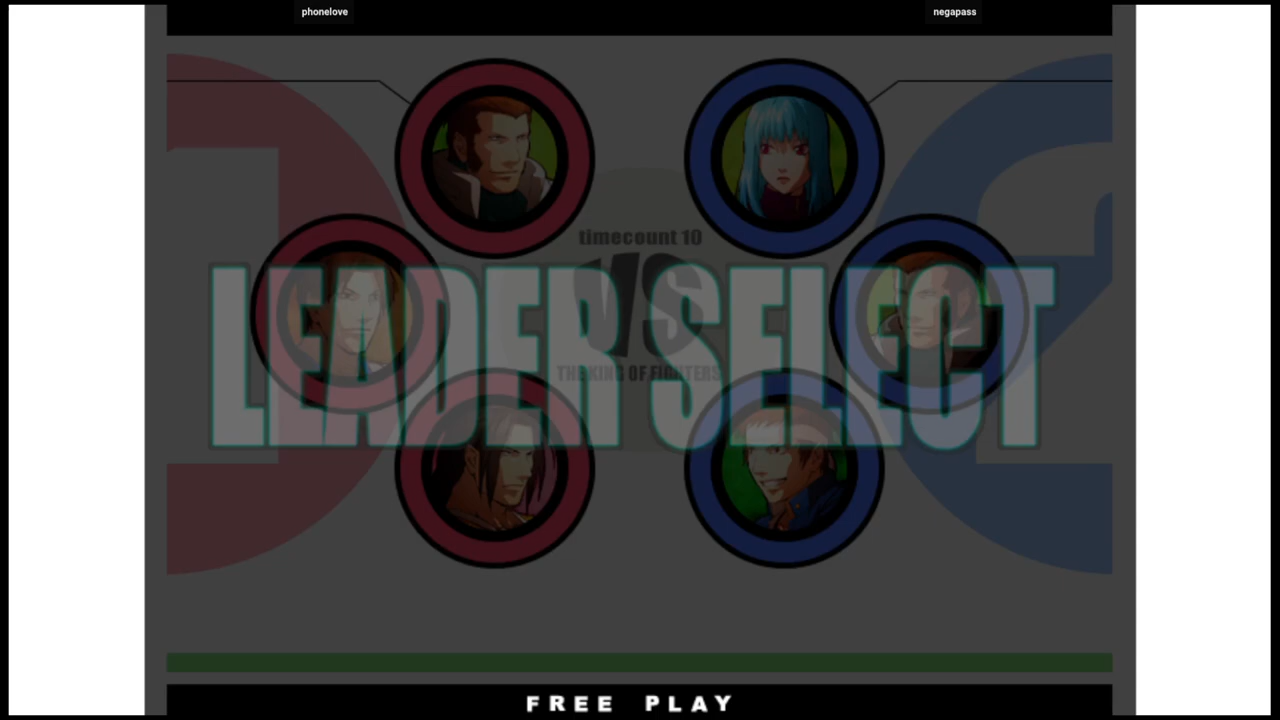 phonelove negapass
timecount 10
VS
LEADER SELECT
THE KING OF FIGHTERS
FREE PLAY